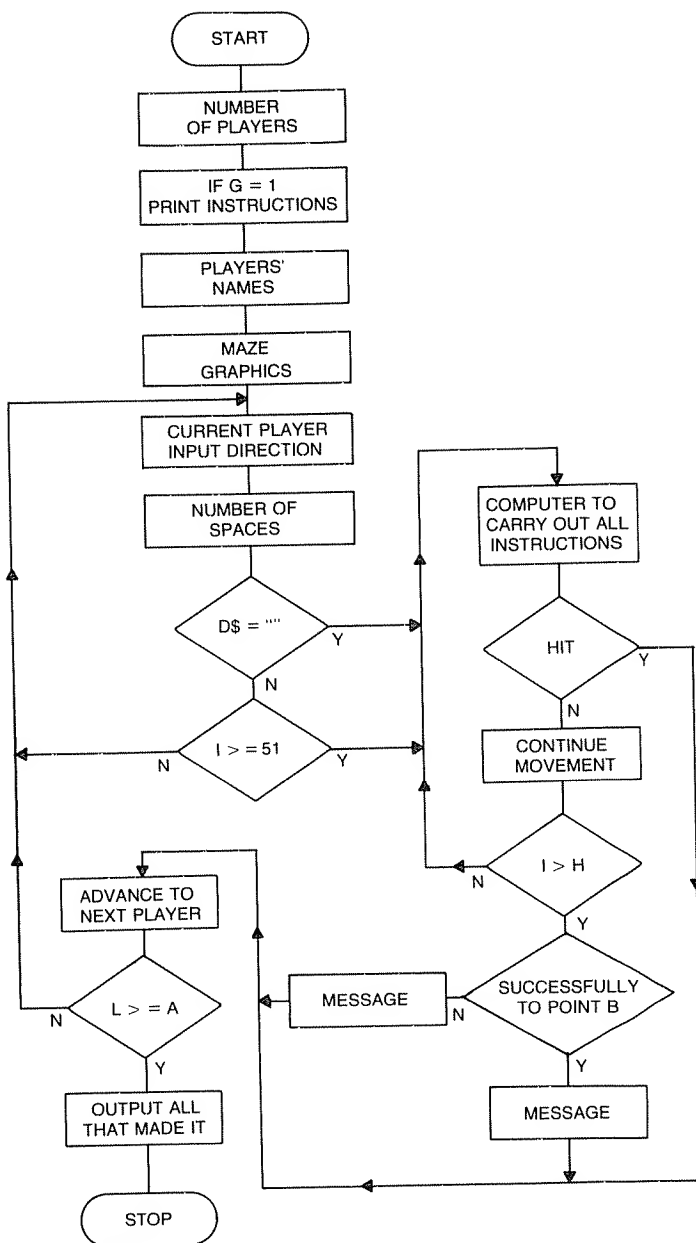 START
NUMBER
OF PLAYERS
IF G = 1
PRINT INSTRUCTIONS
PLAYERS'
NAMES
MAZE
GRAPHICS
CURRENT PLAYER
INPUT DIRECTION
NUMBER OF
SPACES
D$ = ""
Y
N
I > = 51
N
Y
COMPUTER TO
CARRY OUT ALL
INSTRUCTIONS
HIT
Y
N
CONTINUE
MOVEMENT
I > H
N
Y
SUCCESSFULLY
TO POINT B
N
Y
MESSAGE
MESSAGE
ADVANCE TO
NEXT PLAYER
L > = A
N
Y
OUTPUT ALL
THAT MADE IT
STOP